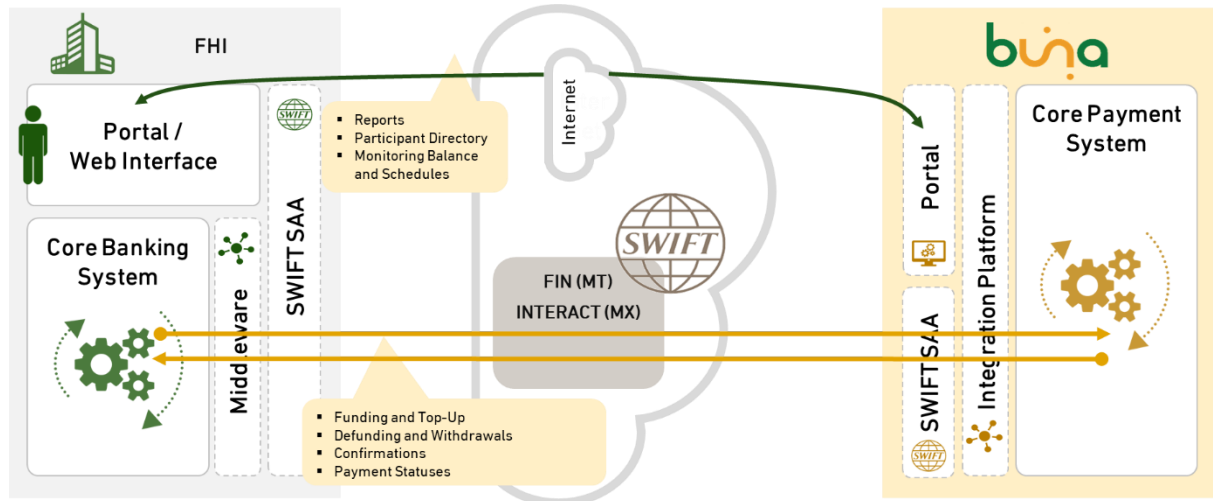 FHI
buna
Portal /
Web Interface
SWIFT
SWIFT SAA
Reports
Participant Directory
Monitoring Balance
and Schedules
Internet
Portal
Integration Platform
Core Payment
System
Core Banking
System
Middleware
SWIFT
FIN (MT)
INTERACT (MX)
SWIFT SAA
SWIFT
Funding and Top-Up
Defunding and Withdrawals
Confirmations
Payment Statuses